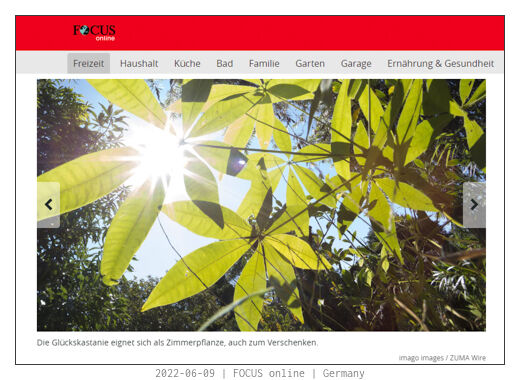 FOCUS
online
Freizeit Haushalt Küche Bad Familie Garten Garage Ernährung & Gesundheit
Die Glückskastanie eignet sich als Zimmerpflanze, auch zum Verschenken.
imago images / ZUMA Wire
2022-06-09 | FOCUS online | Germany